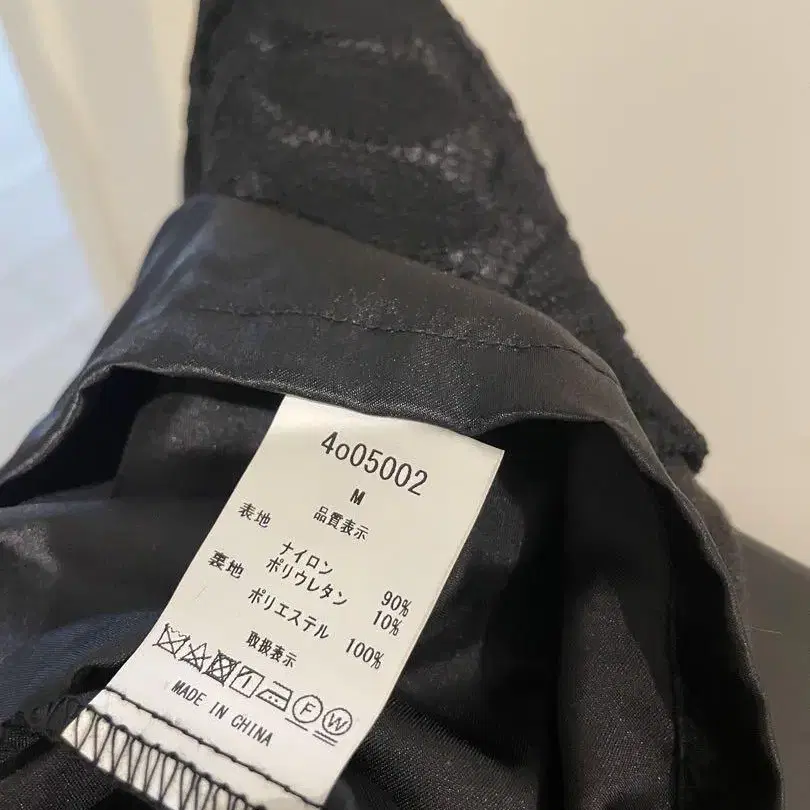 4o05002
M
品質表示
表地
ナイロン 90%
ポリウレタン 10%
裏地
ポリエステル 100%
取扱表示
F W
MADE IN CHINA